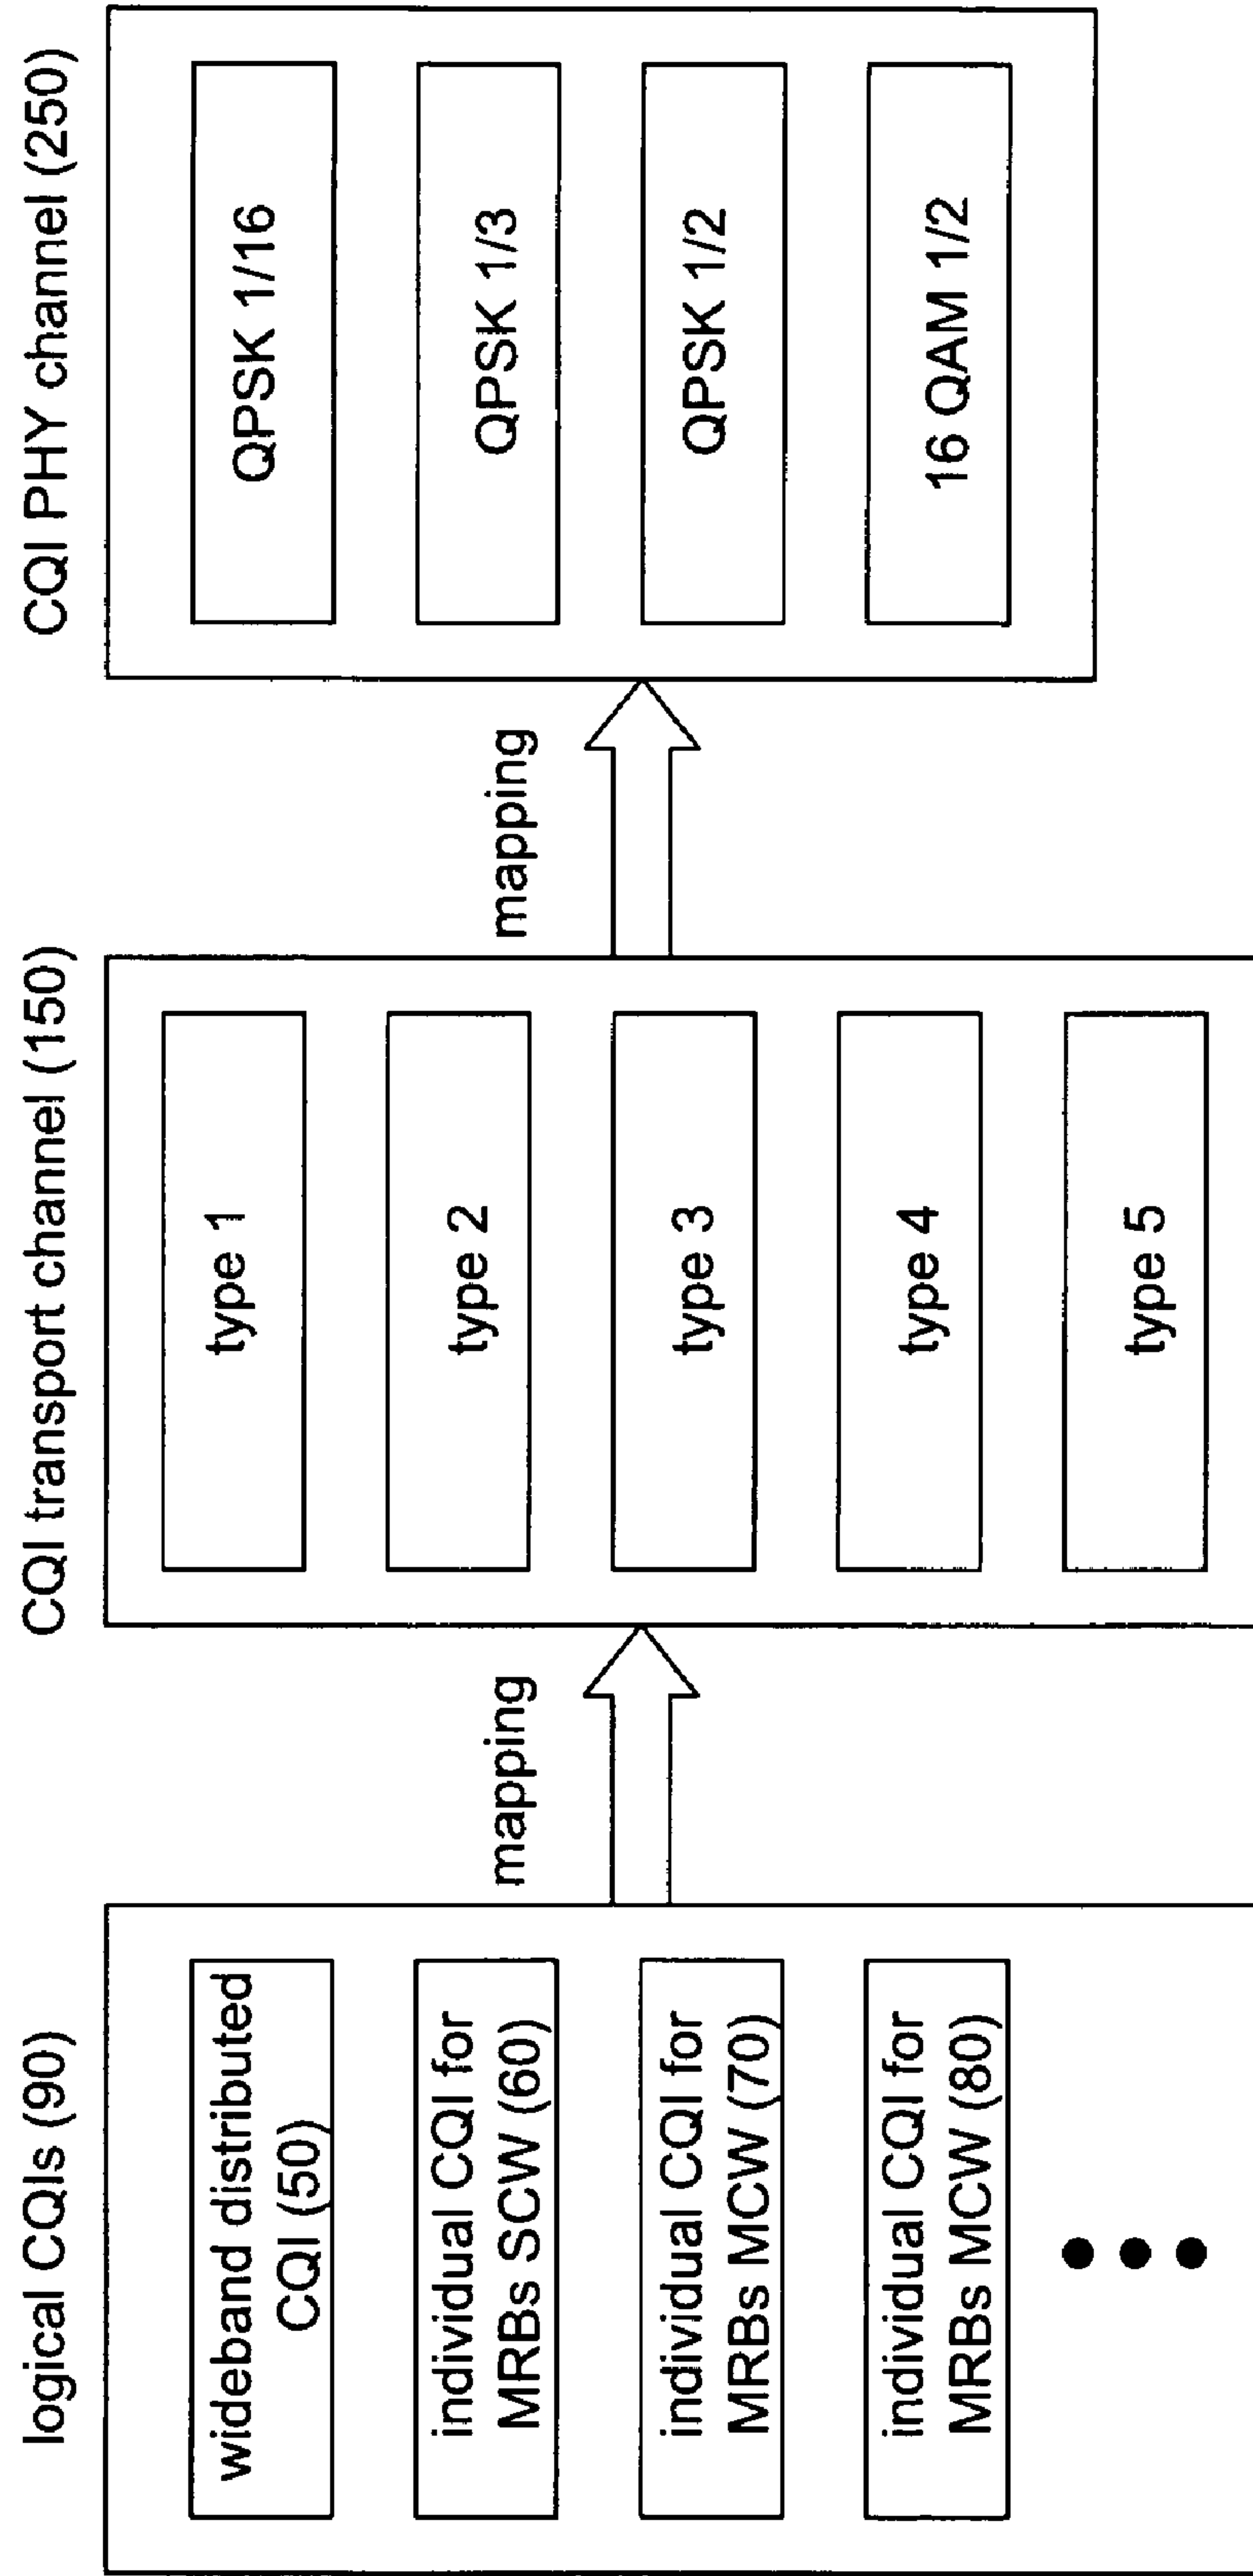 logical CQIs (90)
wideband distributed
CQI (50)
individual CQI for
MRBs SCW (60)
individual CQI for
MRBs MCW (70)
individual CQI for
MRBs MCW (80)
mapping
CQI transport channel (150)
type 1
type 2
type 3
type 4
type 5
mapping
CQI PHY channel (250)
QPSK 1/16
QPSK 1/3
QPSK 1/2
16 QAM 1/2